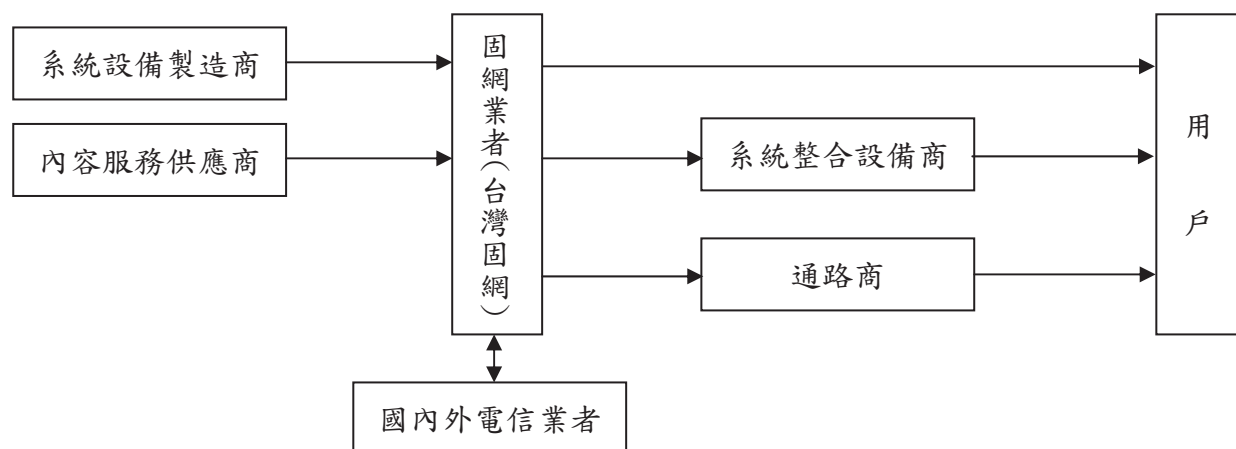 系統設備製造商
內容服務供應商
固網業者(台灣固網)
系統整合設備商
通路商
用戶
國內外電信業者